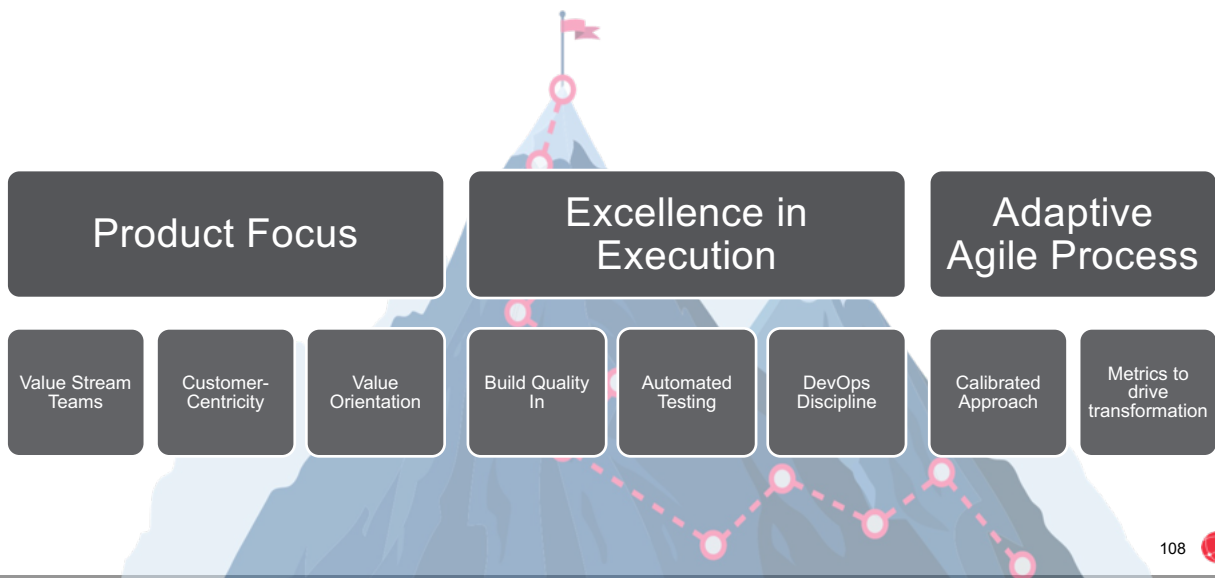 Product Focus
Excellence in
Execution
Adaptive
Agile Process
Value Stream
Teams
Customer-
Centricity
Value
Orientation
Build Quality
In
Automated
Testing
DevOps
Discipline
Calibrated
Approach
Metrics to
drive
transformation
108